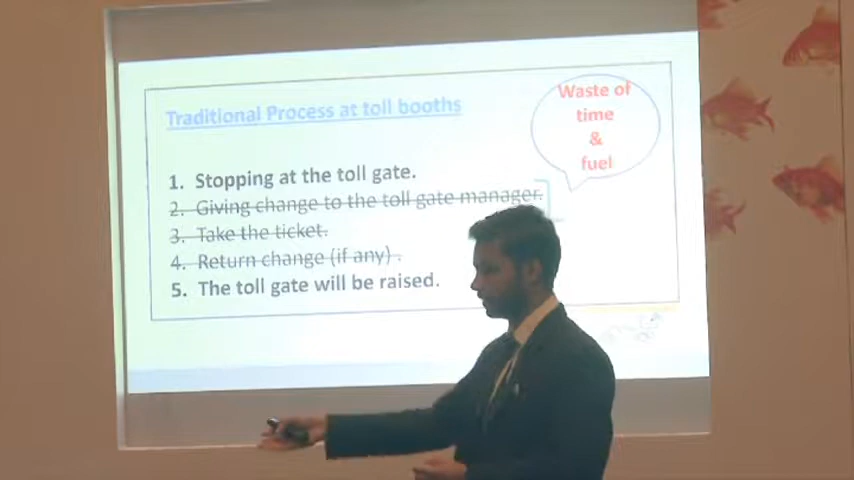 Traditional Process at toll booths
Waste of
time
&
fuel
1. Stopping at the toll gate.
2. Giving change to the toll gate manager.
3. Take the ticket.
4. Return change (if any) .
5. The toll gate will be raised.